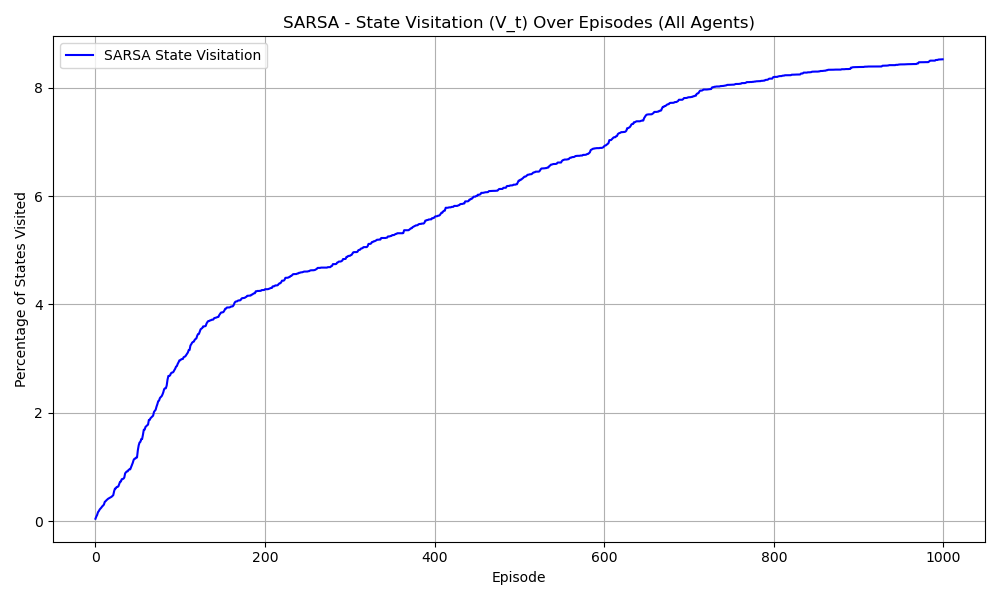 SARSA - State Visitation (V_t) Over Episodes (All Agents)
SARSA State Visitation
Percentage of States Visited
8
6
4
2
0
0 200 400 600 800 1000
Episode